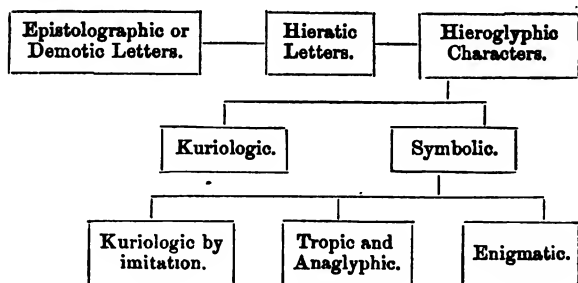 Epistolographic or
Demotic Letters.
Hieratic
Letters.
Hieroglyphic
Characters.
Kuriologic.
Symbolic.
Kuriologic by
imitation.
Tropic and
Anaglyphic.
Enigmatic.